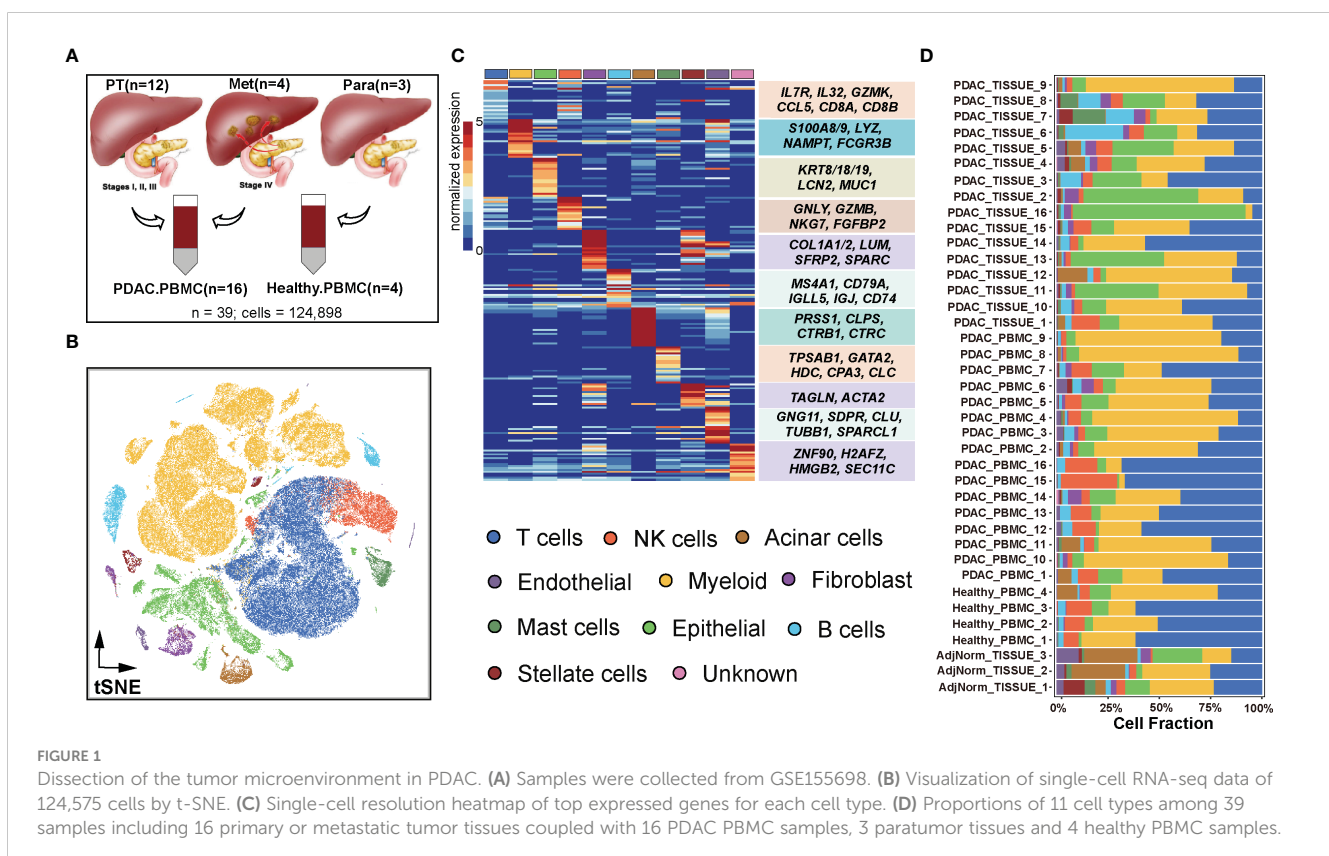 A
PT(n=12) Met(n=4) Para(n=3)
Stages I, II, III Stage IV
PDAC.PBMC(n=16) Healthy.PBMC(n=4)
n = 39; cells = 124,898
B
tSNE
C
normalized expression
5
0
IL7R, IL32, GZMK,
CCL5, CD8A, CD8B
S100A8/9, LYZ,
NAMPT, FCGR3B
KRT8/18/19,
LCN2, MUC1
GNLY, GZMB,
NKG7, FGFBP2
COL1A1/2, LUM,
SFRP2, SPARC
MS4A1, CD79A,
IGLL5, IGJ, CD74
PRSS1, CLPS,
CTRB1, CTRC
TPSAB1, GATA2,
HDC, CPA3, CLC
TAGLN, ACTA2
GNG11, SDPR, CLU,
TUBB1, SPARCL1
ZNF90, H2AFZ,
HMGB2, SEC11C
T cells NK cells Acinar cells
Endothelial Myeloid Fibroblast
Mast cells Epithelial B cells
Stellate cells Unknown
D
PDAC_TISSUE_9
PDAC_TISSUE_8
PDAC_TISSUE_7
PDAC_TISSUE_6
PDAC_TISSUE_5
PDAC_TISSUE_4
PDAC_TISSUE_3
PDAC_TISSUE_2
PDAC_TISSUE_16
PDAC_TISSUE_15
PDAC_TISSUE_14
PDAC_TISSUE_13
PDAC_TISSUE_12
PDAC_TISSUE_11
PDAC_TISSUE_10
PDAC_TISSUE_1
PDAC_PBMC_9
PDAC_PBMC_8
PDAC_PBMC_7
PDAC_PBMC_6
PDAC_PBMC_5
PDAC_PBMC_4
PDAC_PBMC_3
PDAC_PBMC_2
PDAC_PBMC_16
PDAC_PBMC_15
PDAC_PBMC_14
PDAC_PBMC_13
PDAC_PBMC_12
PDAC_PBMC_11
PDAC_PBMC_10
PDAC_PBMC_1
Healthy_PBMC_4
Healthy_PBMC_3
Healthy_PBMC_2
Healthy_PBMC_1
AdjNorm_TISSUE_3
AdjNorm_TISSUE_2
AdjNorm_TISSUE_1
0% 25% 50% 75% 100%
Cell Fraction
FIGURE 1
Dissection of the tumor microenvironment in PDAC. (A) Samples were collected from GSE155698. (B) Visualization of single-cell RNA-seq data of
124,575 cells by t-SNE. (C) Single-cell resolution heatmap of top expressed genes for each cell type. (D) Proportions of 11 cell types among 39
samples including 16 primary or metastatic tumor tissues coupled with 16 PDAC PBMC samples, 3 paratumor tissues and 4 healthy PBMC samples.